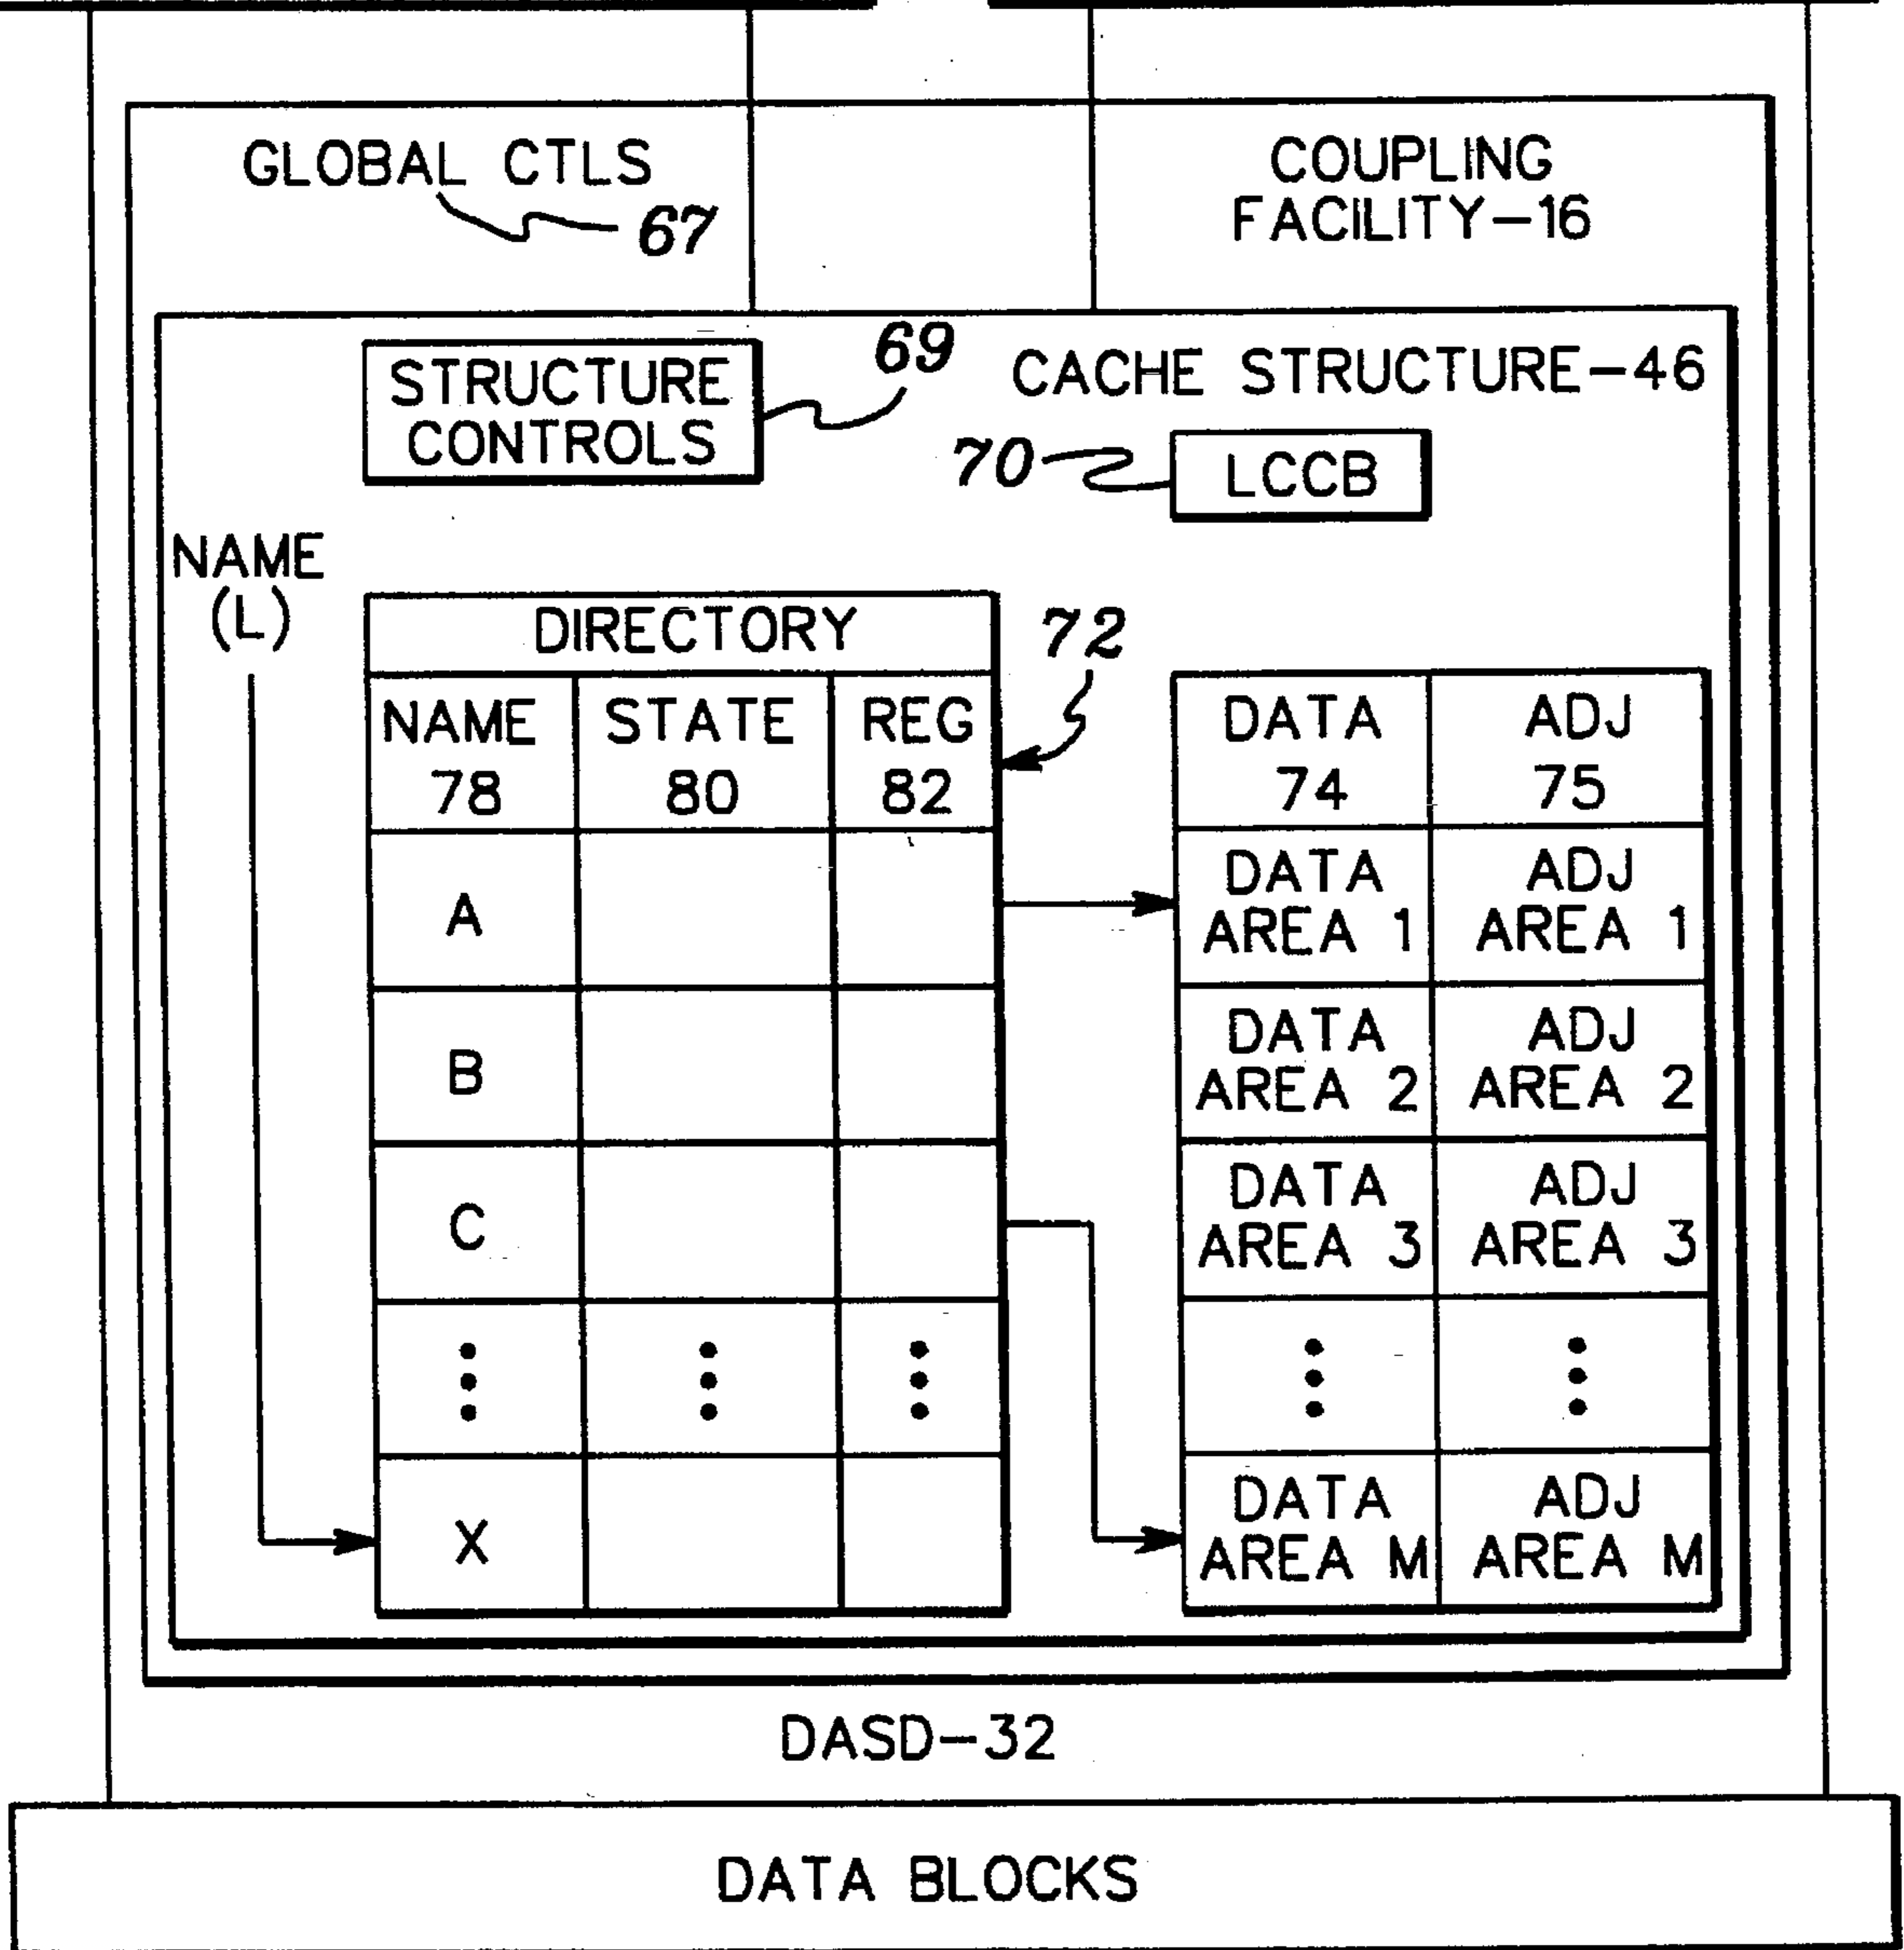 GLOBAL CTLS
67
COUPLING
FACILITY-16
STRUCTURE
CONTROLS
69
CACHE STRUCTURE-46
70
LCCB
NAME
(L)
DIRECTORY
72
NAME STATE REG
78 80 82
DATA ADJ
74 75
A
DATA ADJ
AREA 1 AREA 1
B
DATA ADJ
AREA 2 AREA 2
C
DATA ADJ
AREA 3 AREA 3
X
DATA ADJ
AREA M AREA M
DASD-32
DATA BLOCKS